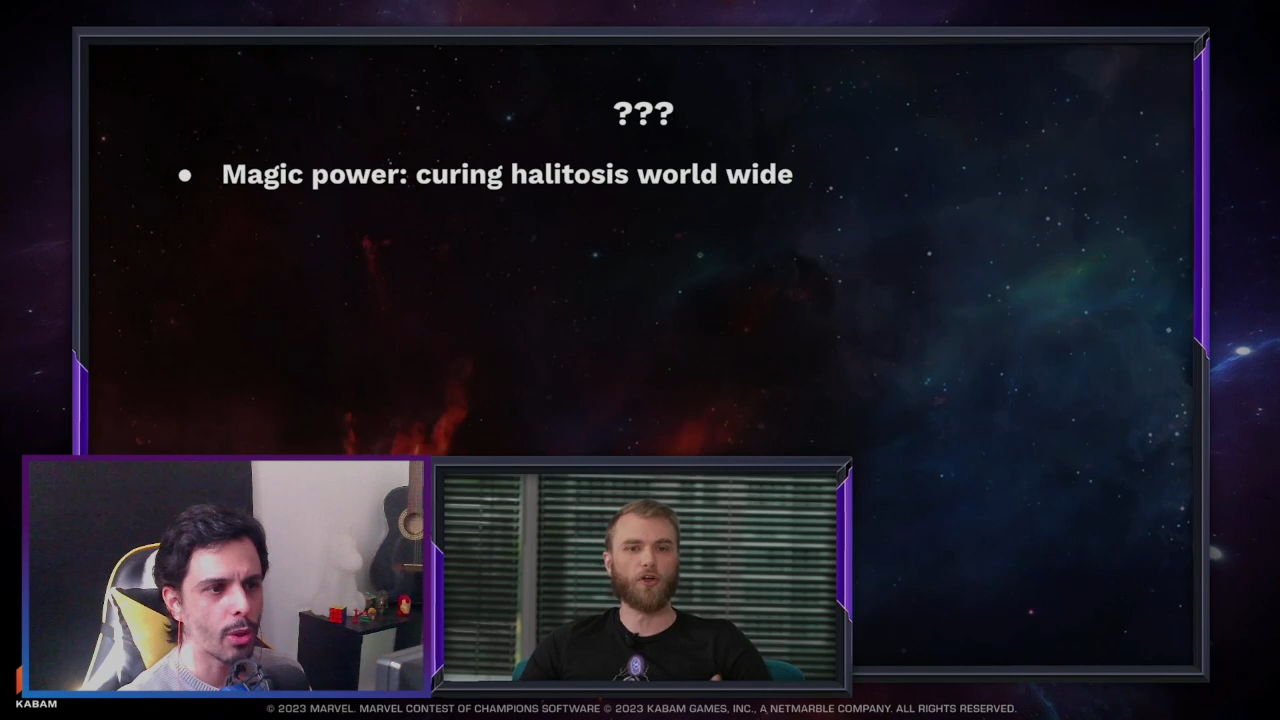 ???
● Magic power: curing halitosis world wide
KABAM
© 2023 MARVEL. MARVEL CONTEST OF CHAMPIONS SOFTWARE © 2023 KABAM GAMES, INC., A NETMARBLE COMPANY. ALL RIGHTS RESERVED.